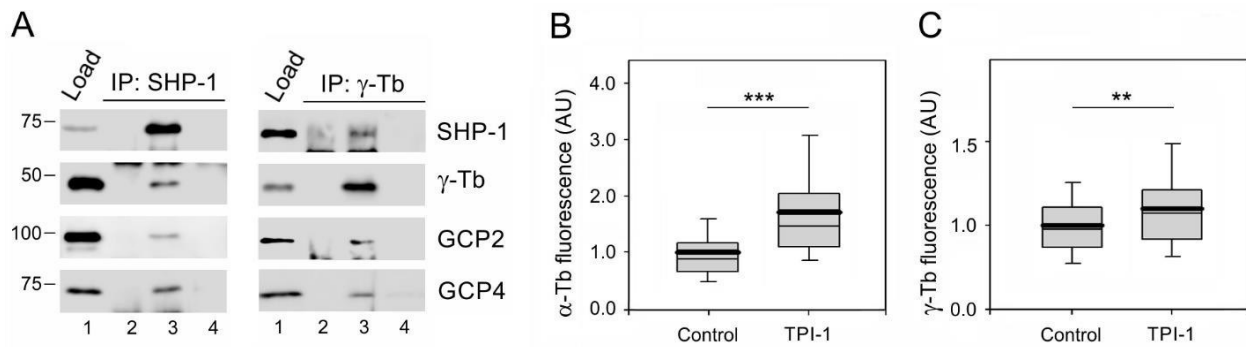 A
Load
IP: SHP-1
Load
IP: γ-Tb
75
SHP-1
50
γ-Tb
100
GCP2
75
GCP4
1 2 3 4
1 2 3 4
B
α-Tb fluorescence (AU)
4.0
3.0
2.0
1.0
0.0
***
Control
TPI-1
C
γ-Tb fluorescence (AU)
1.5
1.0
0.0
**
Control
TPI-1